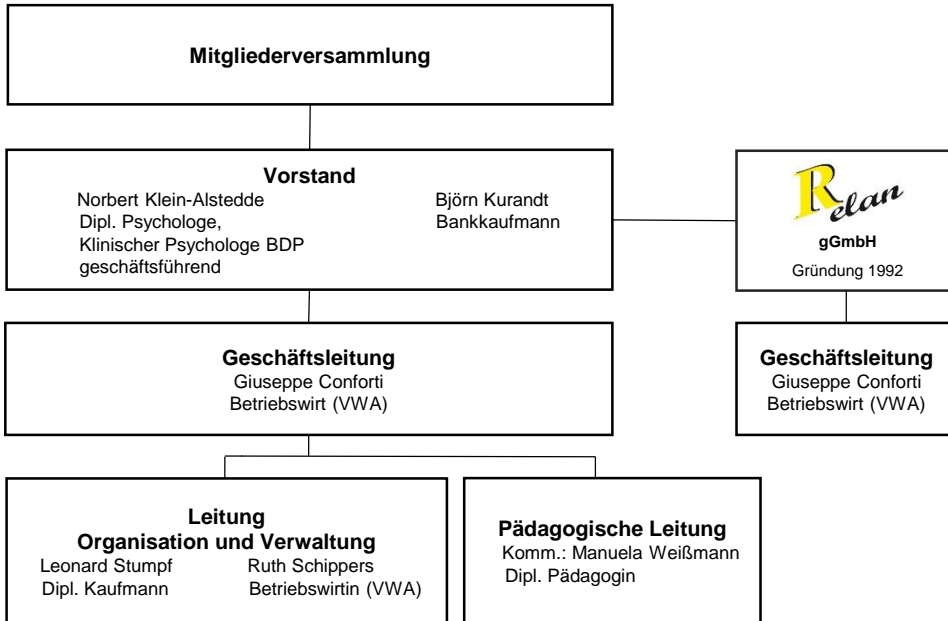 Mitgliederversammlung
Vorstand
Norbert Klein-Alstedde
Dipl. Psychologe,
Klinischer Psychologe BDP
geschäftsführend
Björn Kurandt
Bankkaufmann
Relan
gGmbH
Gründung 1992
Geschäftsleitung
Giuseppe Conforti
Betriebswirt (VWA)
Geschäftsleitung
Giuseppe Conforti
Betriebswirt (VWA)
Leitung
Organisation und Verwaltung
Leonard Stumpf
Dipl. Kaufmann
Ruth Schippers
Betriebswirtin (VWA)
Pädagogische Leitung
Komm.: Manuela Weißmann
Dipl. Pädagogin